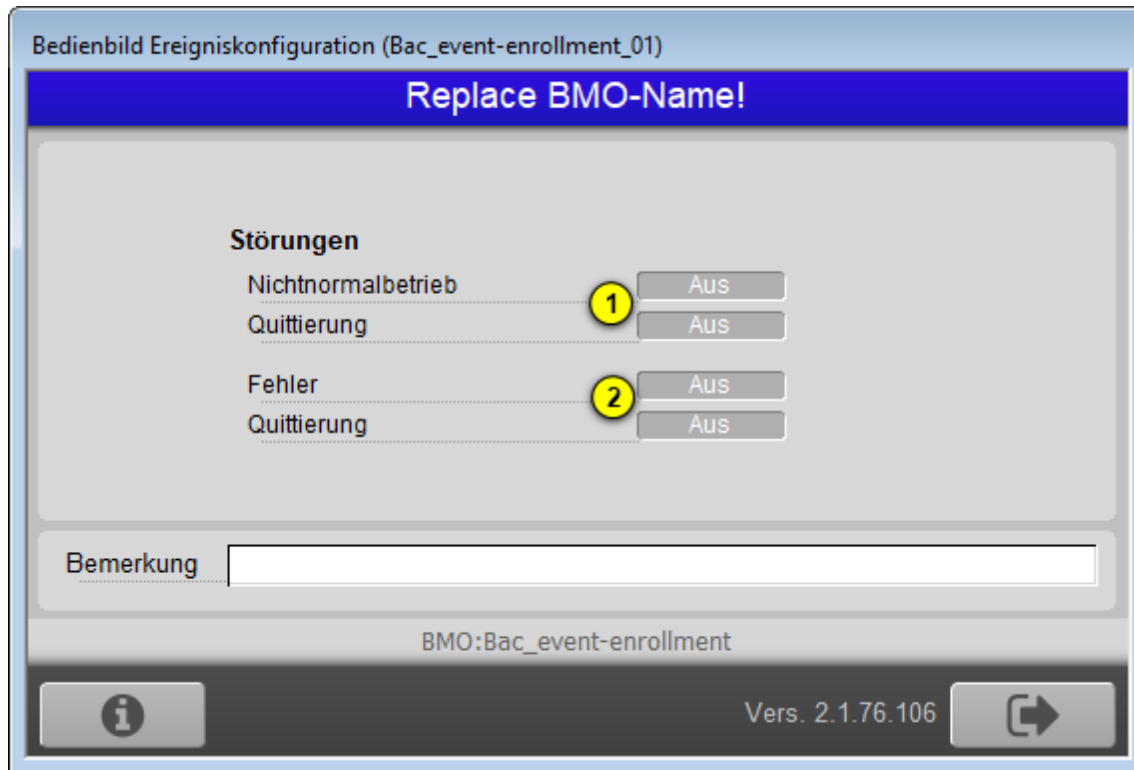 Bedienbild Ereigniskonfiguration (Bac_event-enrollment_01)
Replace BMO-Name!
Störungen
Nichtnormalbetrieb 1 Aus
Quittierung Aus
Fehler 2 Aus
Quittierung Aus
Bemerkung
BMO:Bac_event-enrollment
Vers. 2.1.76.106